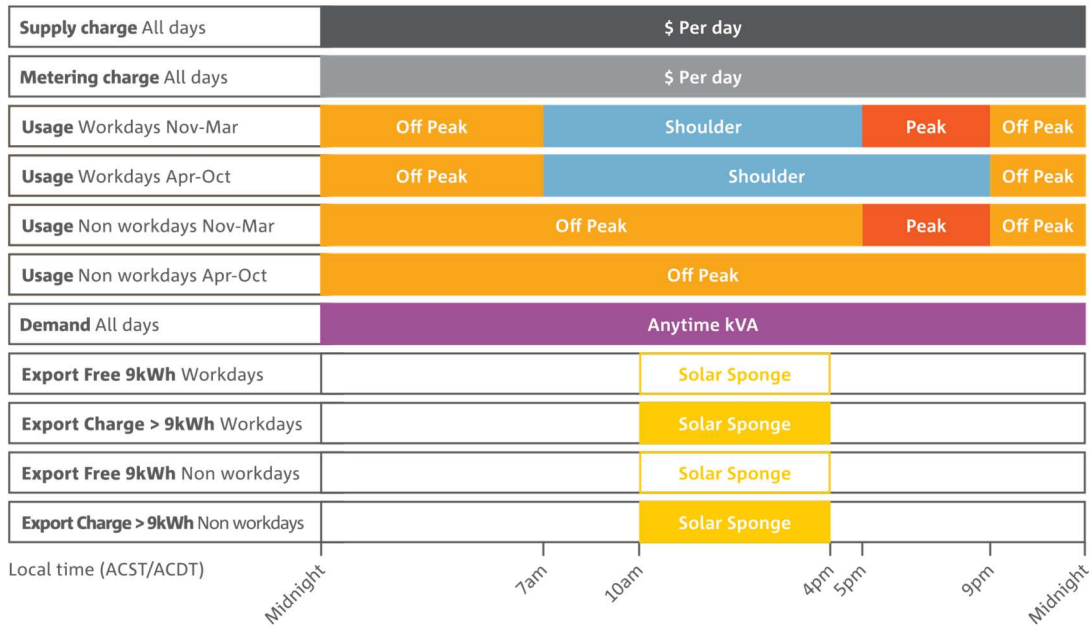 Supply charge All days $ Per day
Metering charge All days $ Per day
Usage Workdays Nov-Mar Off Peak Shoulder Peak Off Peak
Usage Workdays Apr-Oct Off Peak Shoulder Off Peak
Usage Non workdays Nov-Mar Off Peak Peak Off Peak
Usage Non workdays Apr-Oct Off Peak
Demand All days Anytime kVA
Export Free 9kWh Workdays Solar Sponge
Export Charge > 9kWh Workdays Solar Sponge
Export Free 9kWh Non workdays Solar Sponge
Export Charge > 9kWh Non workdays Solar Sponge
Local time (ACST/ACDT) Midnight 7am 10am 4pm 5pm 9pm Midnight